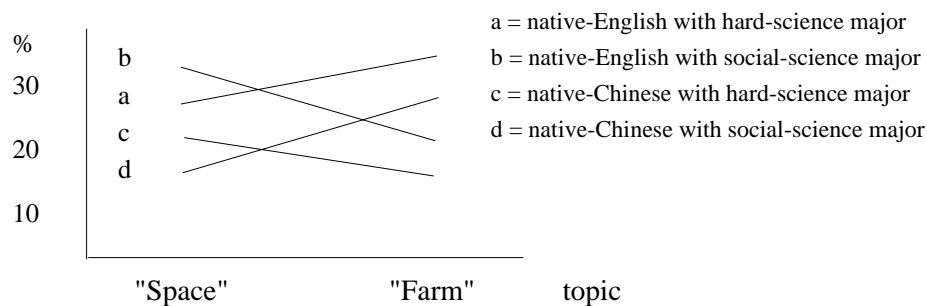 a = native-English with hard-science major
b = native-English with social-science major
c = native-Chinese with hard-science major
d = native-Chinese with social-science major
%
30
20
10
b
a
c
d
"Space" "Farm" topic